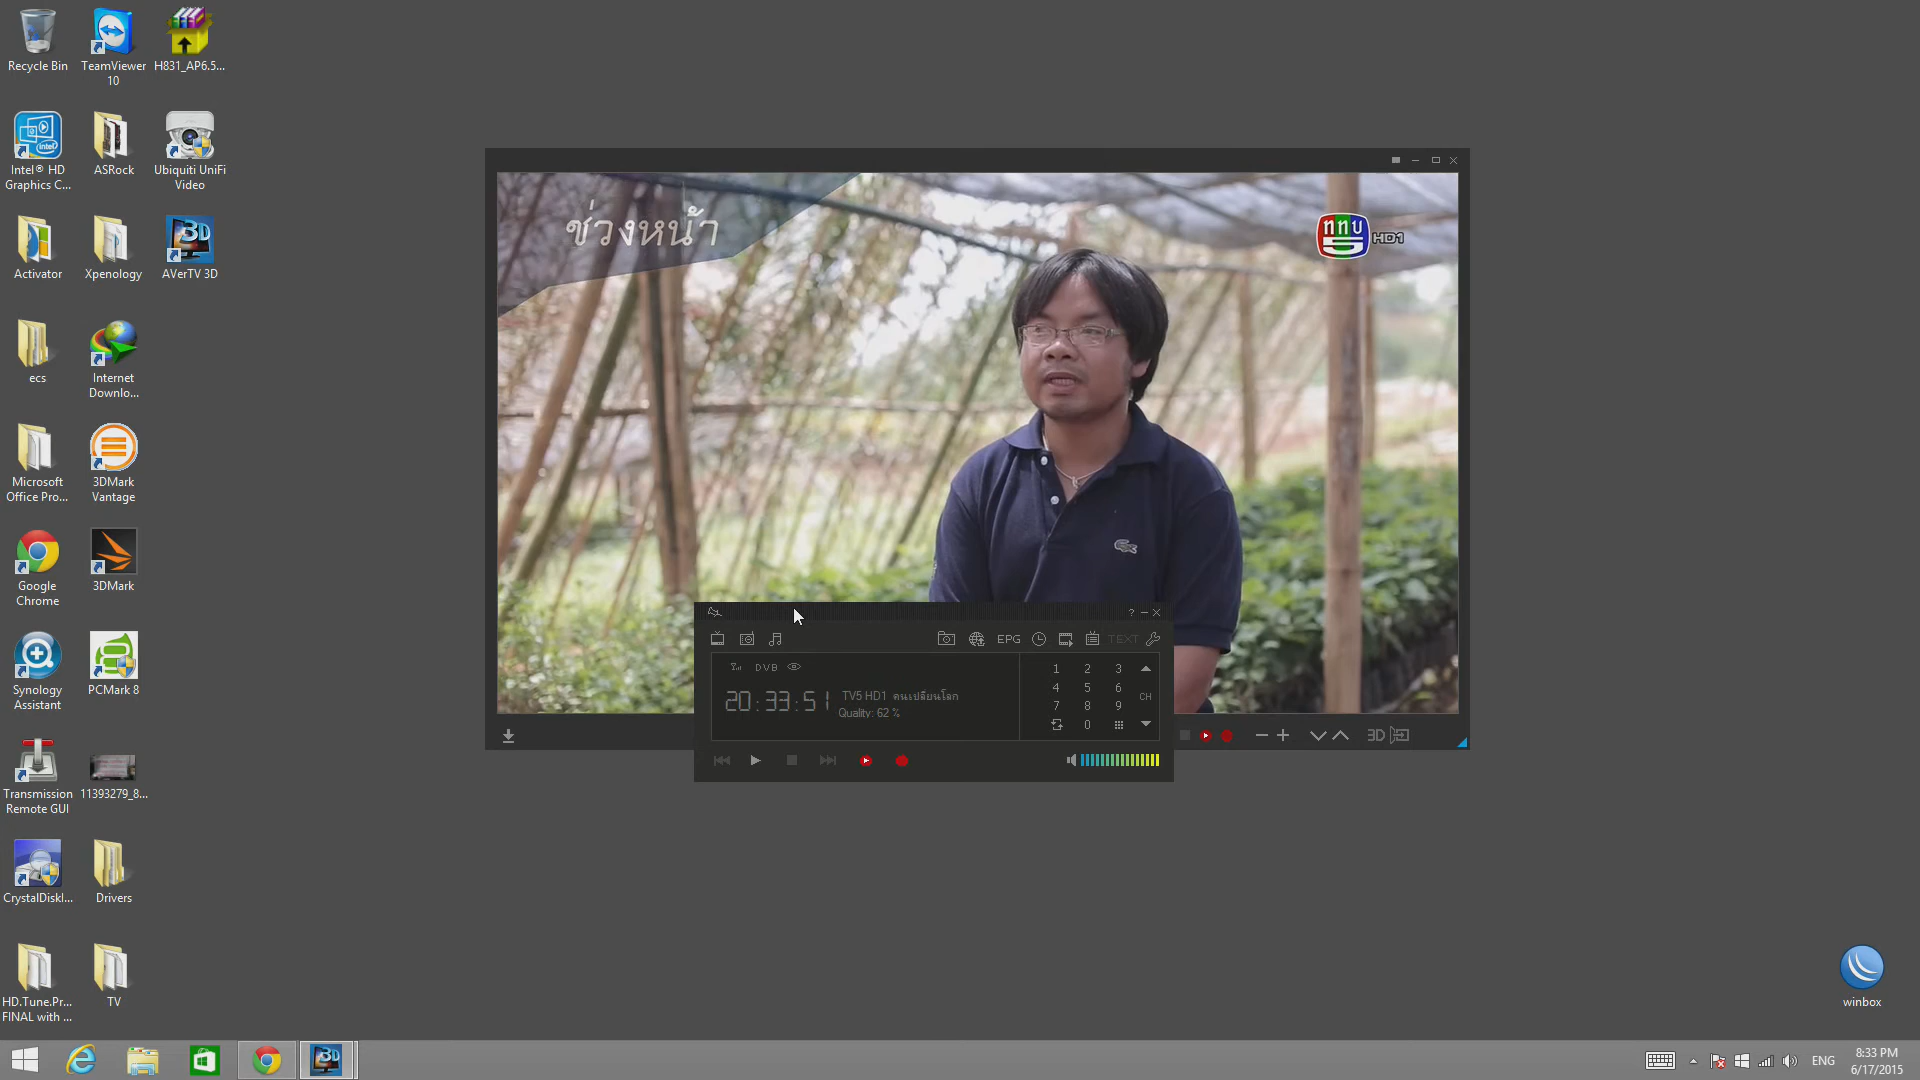 Recycle Bin
TeamViewer
10
H831_AP6.5...
Intel® HD
Graphics C...
ASRock
Ubiquiti UniFi
Video
Activator
Xpenology
AVerTV 3D
ecs
Internet
Downlo...
Microsoft
Office Pro...
3DMark
Vantage
Google
Chrome
3DMark
Synology
Assistant
PCMark 8
Transmission
Remote GUI
11393279_8...
CrystalDiskI...
Drivers
HD.Tune.Pr...
FINAL with ...
TV
ช่วงหน้า
ททบ
HD1
EPG
TEXT
DVB
20:33:51
TV5 HD1 คนเปลี่ยนโลก
Quality: 62 %
1 2 3
4 5 6
CH
7 8 9
0
3D
winbox
ENG
8:33 PM
6/17/2015